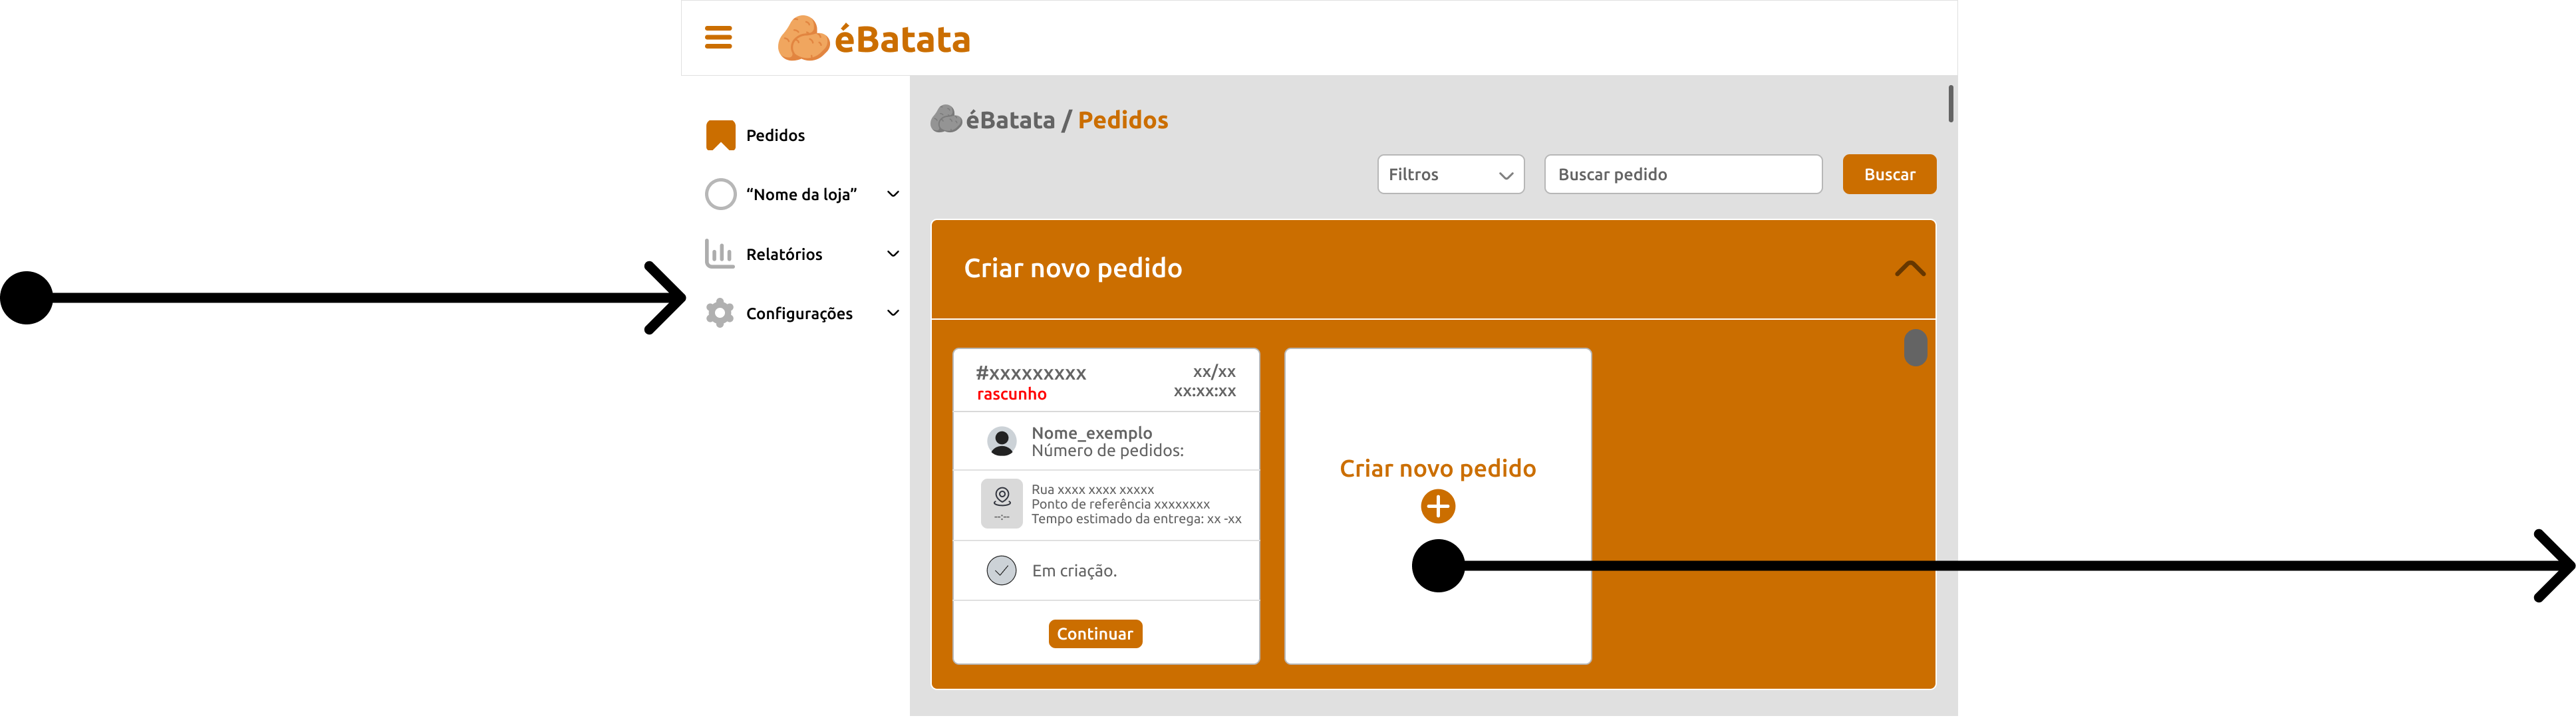 éBatata
Pedidos
“Nome da loja”
Relatórios
Configurações
éBatata / Pedidos
Filtros
Buscar pedido
Buscar
Criar novo pedido
#xxxxxxxxx
rascunho
xx/xx
xx:xx:xx
Nome_exemplo
Número de pedidos:
--:--
Rua xxxx xxxx xxxxx
Ponto de referência xxxxxxxx
Tempo estimado da entrega: xx -xx
Em criação.
Continuar
Criar novo pedido